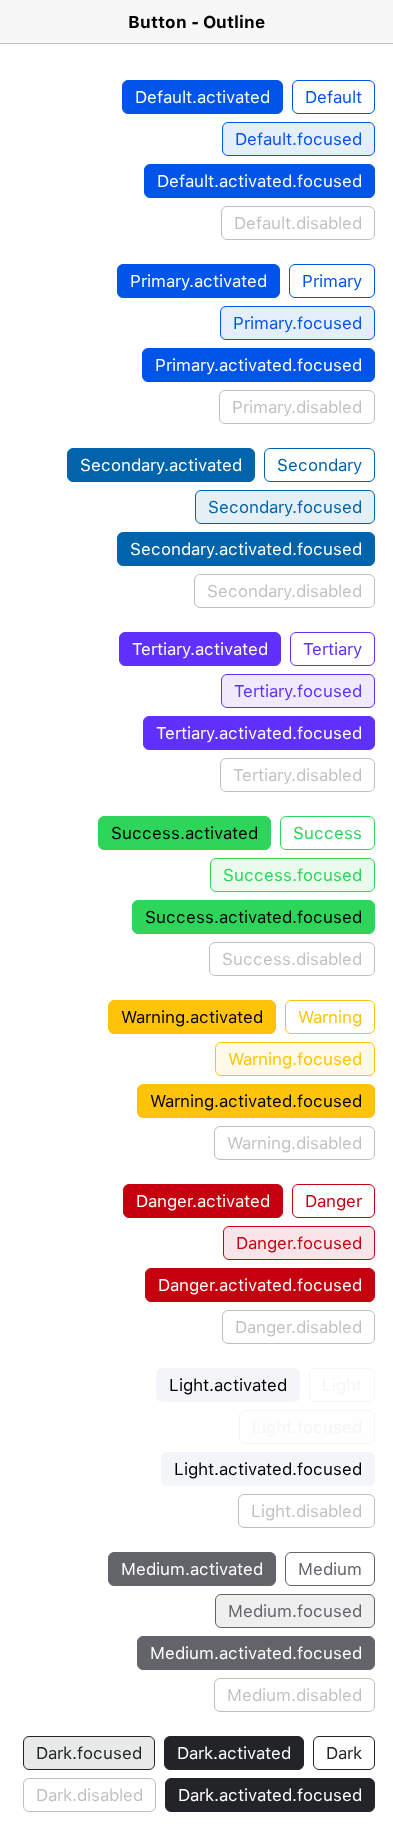 Button - Outline
Default.activated Default
Default.focused
Default.activated.focused
Default.disabled
Primary.activated Primary
Primary.focused
Primary.activated.focused
Primary.disabled
Secondary.activated Secondary
Secondary.focused
Secondary.activated.focused
Secondary.disabled
Tertiary.activated Tertiary
Tertiary.focused
Tertiary.activated.focused
Tertiary.disabled
Success.activated Success
Success.focused
Success.activated.focused
Success.disabled
Warning.activated Warning
Warning.focused
Warning.activated.focused
Warning.disabled
Danger.activated Danger
Danger.focused
Danger.activated.focused
Danger.disabled
Light.activated Light
Light.focused
Light.activated.focused
Light.disabled
Medium.activated Medium
Medium.focused
Medium.activated.focused
Medium.disabled
Dark.focused Dark.activated Dark
Dark.disabled Dark.activated.focused